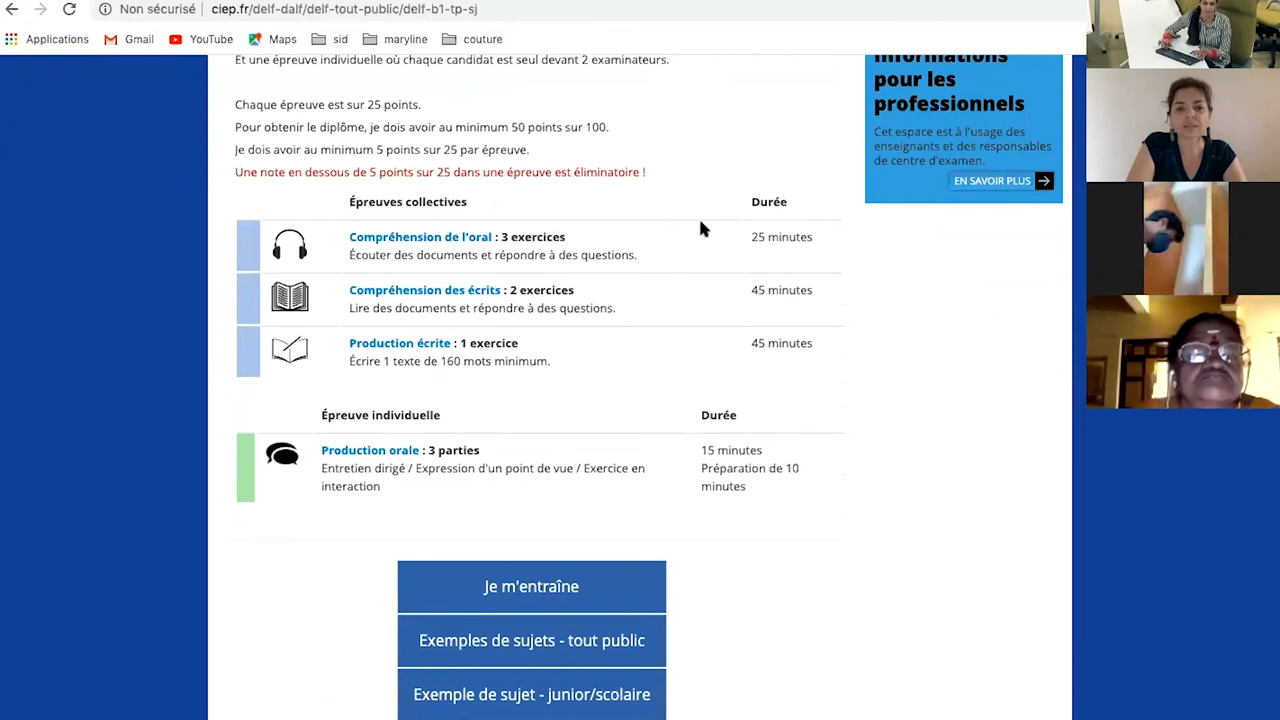 Non sécurisé
ciep.fr/delf-dalf/delf-tout-public/delf-b1-tp-sj
Applications
Gmail
YouTube
Maps
sid
maryline
couture
Et une épreuve individuelle où chaque candidat est seul devant 2 examinateurs.
Chaque épreuve est sur 25 points.
Pour obtenir le diplôme, je dois avoir au minimum 50 points sur 100.
Je dois avoir au minimum 5 points sur 25 par épreuve.
Une note en dessous de 5 points sur 25 dans une épreuve est éliminatoire !
Épreuves collectives
Durée
Compréhension de l'oral : 3 exercices
25 minutes
Écouter des documents et répondre à des questions.
Compréhension des écrits : 2 exercices
45 minutes
Lire des documents et répondre à des questions.
Production écrite : 1 exercice
45 minutes
Écrire 1 texte de 160 mots minimum.
Épreuve individuelle
Durée
Production orale : 3 parties
15 minutes
Entretien dirigé / Expression d'un point de vue / Exercice en
Préparation de 10
interaction
minutes
Je m'entraîne
Exemples de sujets - tout public
Exemple de sujet - junior/scolaire
Informations
pour les
professionnels
Cet espace est à l'usage des
enseignants et des responsables
de centre d'examen.
EN SAVOIR PLUS